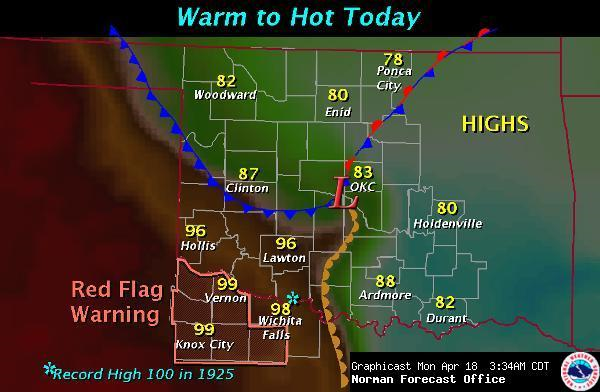 Warm to Hot Today
78
Ponca
City
82
Woodward
80
Enid
HIGHS
87
Clinton
83
OKC
L
80
Holdenville
96
Hollis
96
Lawton
Red Flag
Warning
99
Vernon
88
Ardmore
82
Durant
98
Wichita
Falls
99
Knox City
*Record High 100 in 1925
Graphicast Mon Apr 18 3:34AM CDT
Norman Forecast Office